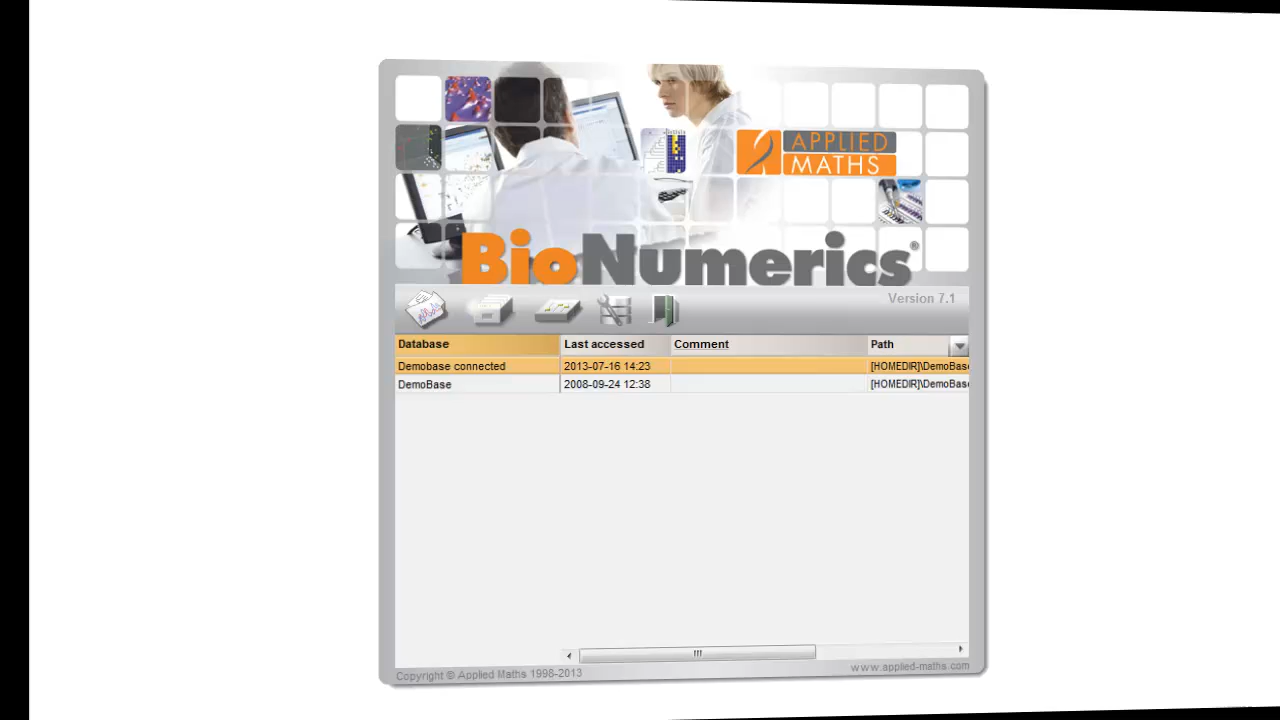 APPLIED
MATHS
BioNumerics®
Version 7.1
Database Last accessed Comment Path
Demobase connected 2013-07-16 14:23 [HOMEDIR]\DemoBase
DemoBase 2008-09-24 12:38 [HOMEDIR]\DemoBase
Copyright © Applied Maths 1998-2013 www.applied-maths.com